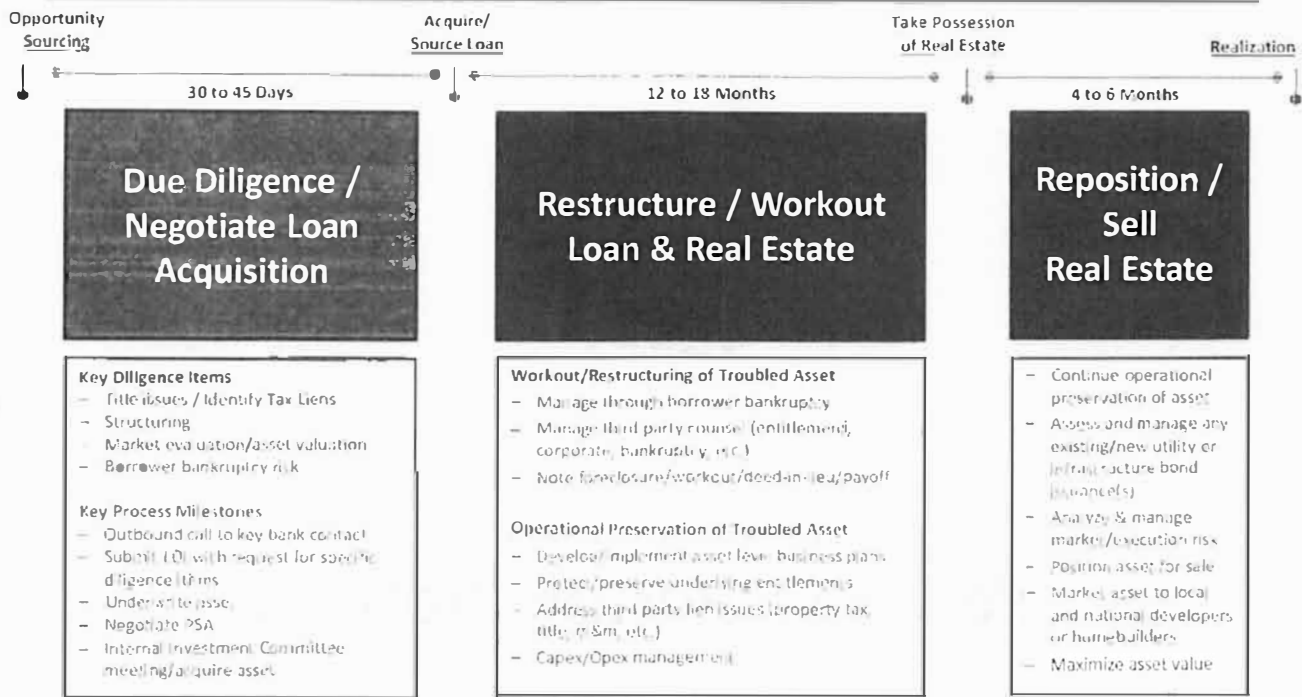 Opportunity
Sourcing
Acquire/
Source Loan
Take Possession
of Real Estate
Realization
30 to 45 Days
12 to 18 Months
4 to 6 Months
Due Diligence /
Negotiate Loan
Acquisition
Restructure / Workout
Loan & Real Estate
Reposition /
Sell
Real Estate
Key Diligence Items
– Title issues / Identify Tax Liens
– Structuring
– Market evaluation/asset valuation
– Borrower bankruptcy risk
Key Process Milestones
– Outbound call to key bank contact
– Submit LOI with request for specific
diligence items
– Underwrite asset
– Negotiate PSA
– Internal Investment Committee
meeting/acquire asset
Workout/Restructuring of Troubled Asset
– Manage through borrower bankruptcy
– Manage third party counsel (entitlement,
corporate, bankruptcy, etc.)
– Note foreclosure/workout/deed-in-lieu/payoff
Operational Preservation of Troubled Asset
– Develop/implement asset level business plans
– Protect/preserve underlying entitlements
– Address third parts lien issues (property tax,
title, m&m, etc.)
– Capex/Opex management
– Continue operational
preservation of asset
– Assess and manage any
existing/new utility or
infrastructure bond
issuance(s)
– Analyze & manage
market/execution risk
– Position asset for sale
– Market asset to local
and national developers
or homebuilders
– Maximize asset value